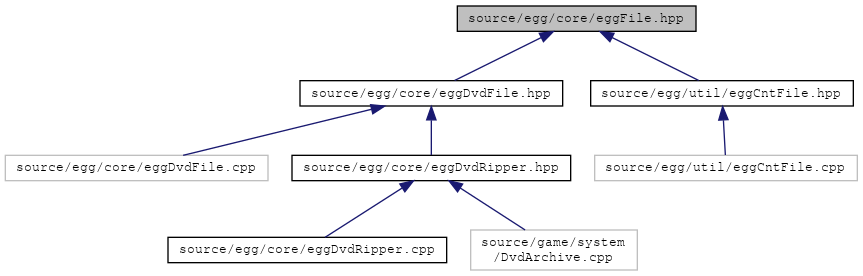 source/egg/core/eggFile.hpp
source/egg/core/eggDvdFile.hpp
source/egg/util/eggCntFile.hpp
source/egg/core/eggDvdFile.cpp
source/egg/core/eggDvdRipper.hpp
source/egg/util/eggCntFile.cpp
source/egg/core/eggDvdRipper.cpp
source/game/system
/DvdArchive.cpp